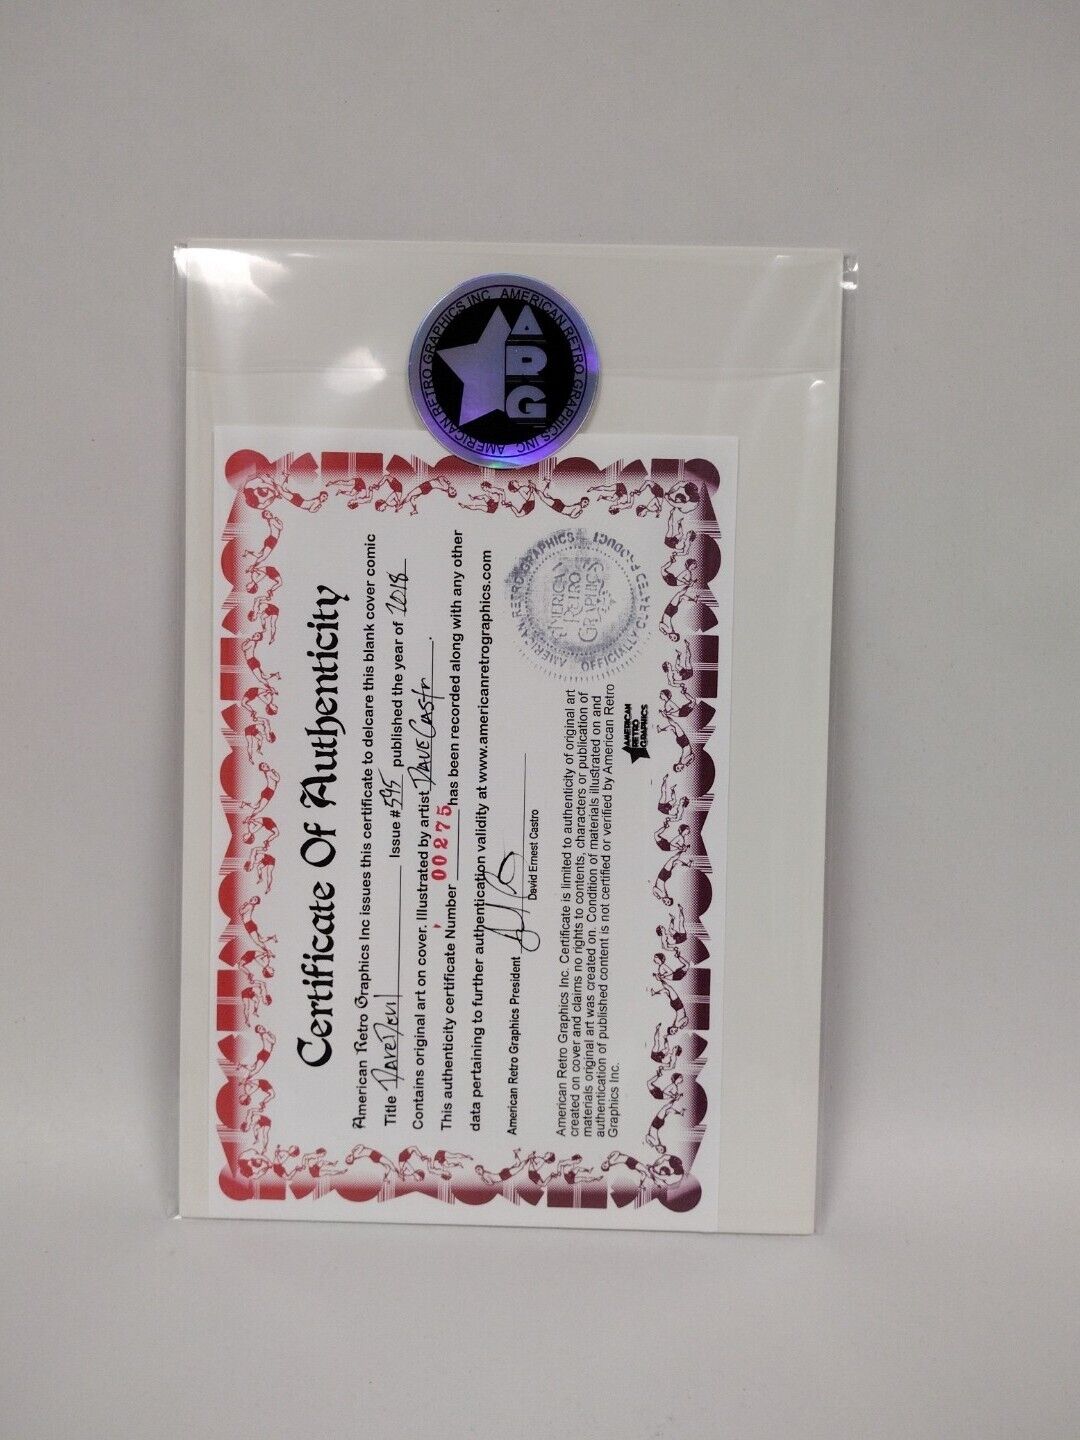 AMERICAN RETRO GRAPHICS INC. AMERICAN RETRO GRAPHICS INC.
ARG
Certificate Of Authenticity
American Retro Graphics Inc issues this certificate to delcare this blank cover comic
Title DareDevil Issue #595 published the year of 2018
Contains original art on cover. Illustrated by artist Dave Castr.
This authenticity certificate Number 00275 has been recorded along with any other
data pertaining to further authentication validity at www.americanretrographics.com
American Retro Graphics President
David Ernest Castro
American Retro Graphics Inc. Certificate is limited to authenticity of original art
created on cover and claims no rights to contents, characters or publication of
materials original art was created on. Condition of materials illustrated on and
authentication of published content is not certified or verified by American Retro
Graphics Inc.
AMERICAN
RETRO
GRAPHICS
AMERICAN RETRO GRAPHICS
OFFICIALLY CURATED PRODUCT
AMERICAN
RETRO
GRAPHICS